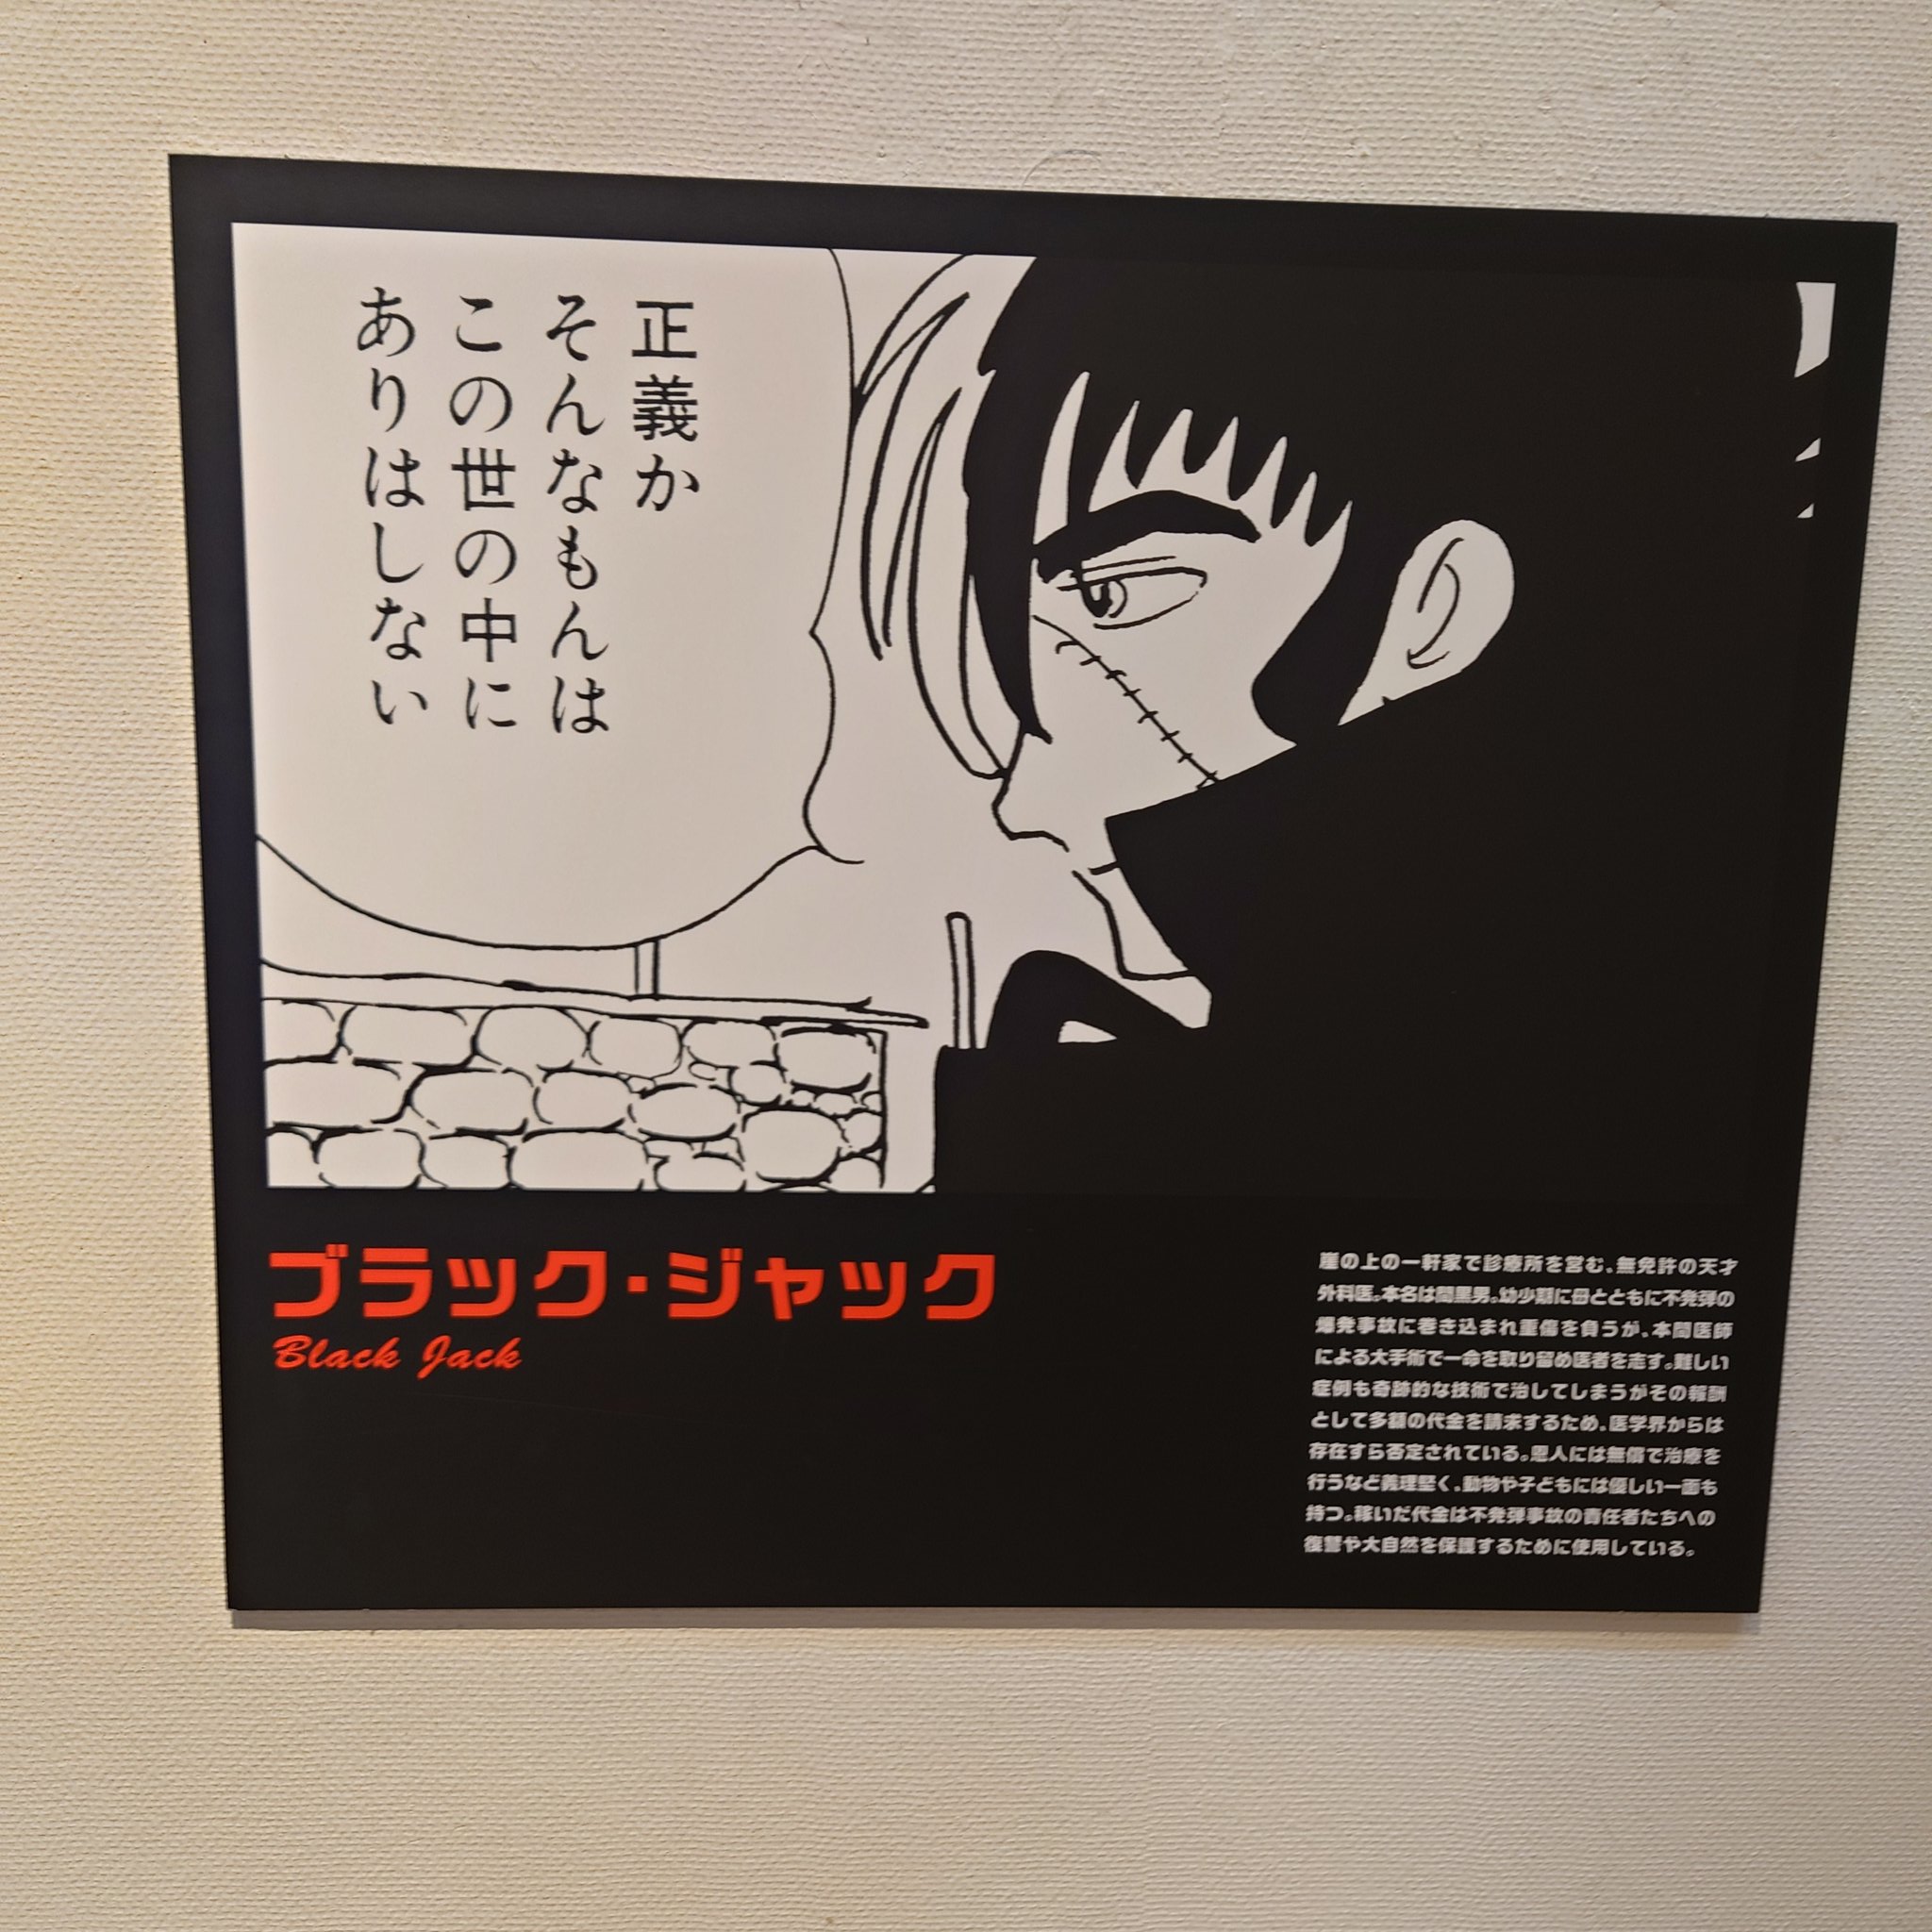 正義か
そんなもんは
この世の中に
ありはしない
ブラック・ジャック
Black Jack
崖の上の一軒家で診療所を営む、無免許の天才
外科医。本名は間黒男。幼少期に母とともに不発弾の
爆発事故に巻き込まれ重傷を負うが、本間医師
による大手術で一命を取り留め医者を志す。難しい
症例も奇跡的な技術で治してしまうがその報酬
として多額の代金を請求するため、医学界からは
存在すら否定されている。恩人には無償で治療を
行うなど義理堅く、動物や子どもには優しい一面も
持つ。稼いだ代金は不発弾事故の責任者たちへの
復讐や大自然を保護するために使用している。